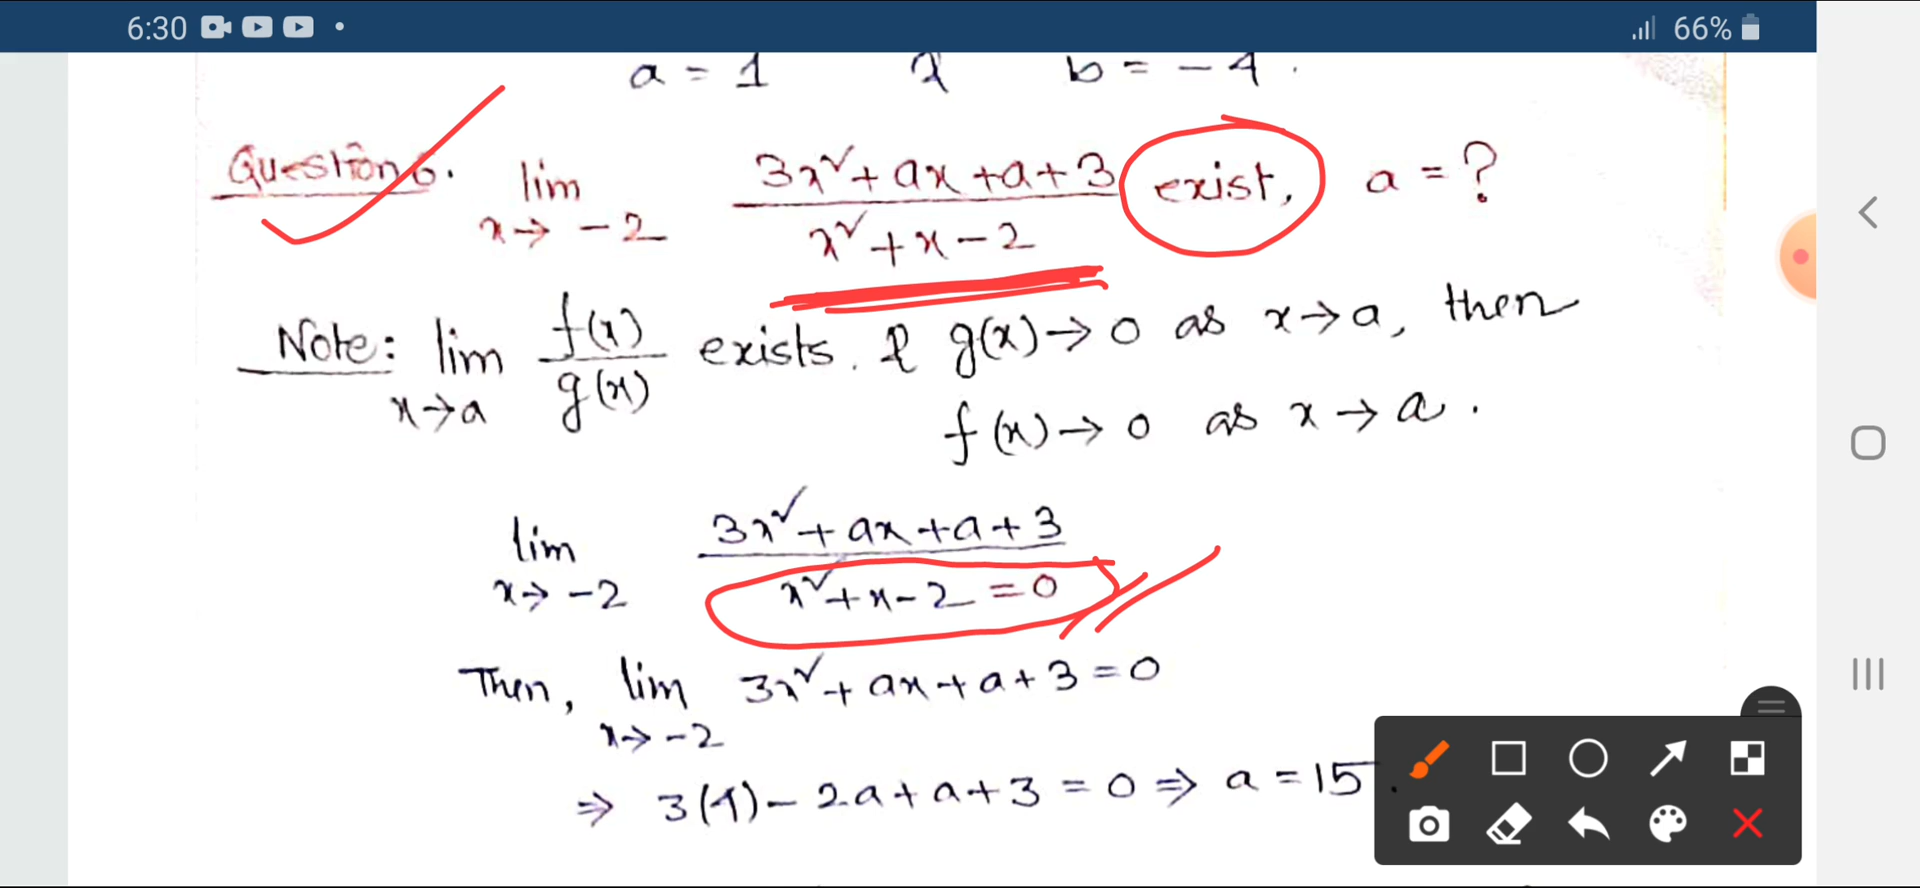 6:30 66%
a = 1 & b = -4.
Question 6. lim x→ -2 3x²+ax+a+3 / x²+x-2 exist, a = ?
Note: lim x→a f(x)/g(x) exists. & g(x)→0 as x→a, then
f(x)→0 as x→a.
lim x→ -2 3x²+ax+a+3 / x²+x-2 =0
Then, lim x→ -2 3x²+ax+a+3=0
⇒ 3(4)-2a+a+3 = 0 ⇒ a = 15.